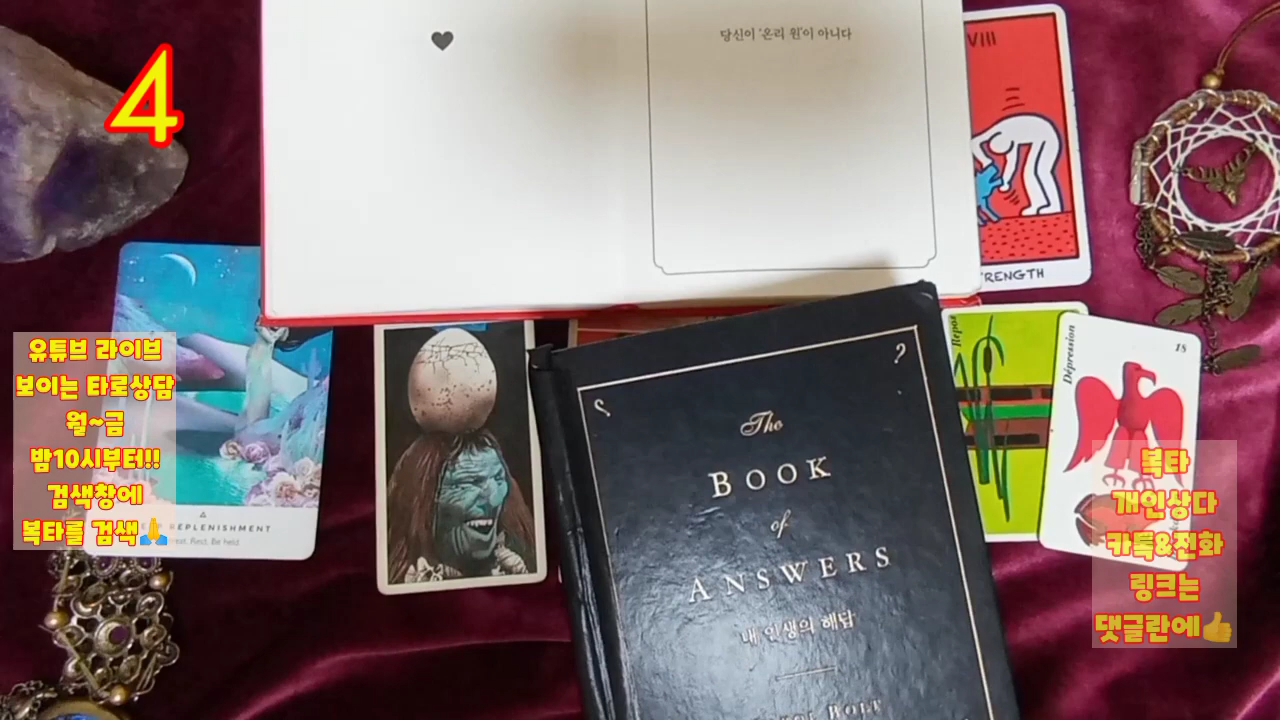 4
당신이 '온리 원'이 아니다
VIII
RENGTH
유튜브 라이브
보이는 타로상담
월~금
밤10시부터!!
검색창에
복타를 검색🙏
REPLENISHMENT
Rest. Be held.
Repos
Dépression
18
The
BOOK
of
ANSWERS
내 인생의 해답
BOLT
복타
개인상다
카톡&전화
링크는
댓글란에👍